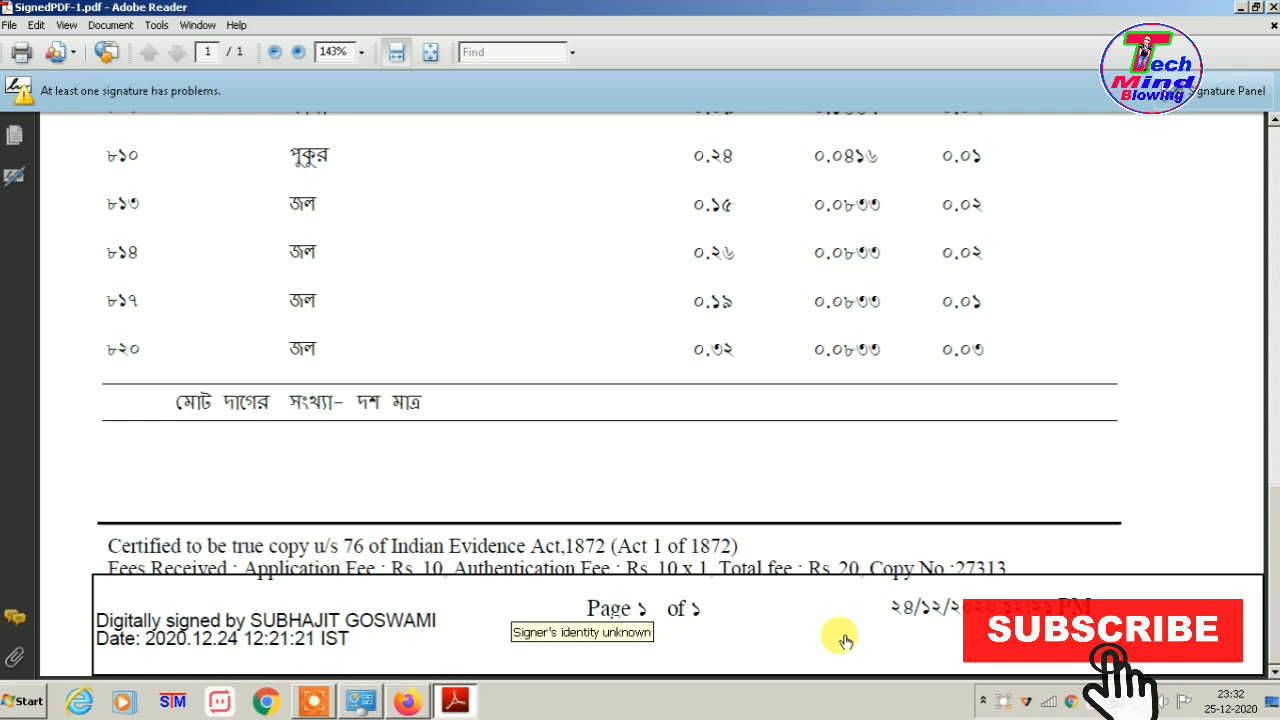 SignedPDF-1.pdf - Adobe Reader
File Edit View Document Tools Window Help
1 / 1 143% Find
At least one signature has problems.
Signature Panel
Tech
Mind
Blowing
৮১০ পুকুর ০.২৪ ০.০৪১৬ ০.০১
৮১৩ জল ০.১৫ ০.০৮৩৩ ০.০২
৮১৪ জল ০.২৬ ০.০৮৩৩ ০.০২
৮১৭ জল ০.১৯ ০.০৮৩৩ ০.০১
৮২০ জল ০.৩২ ০.০৮৩৩ ০.০৩
মোট দাগের সংখ্যা- দশ মাত্র
Certified to be true copy u/s 76 of Indian Evidence Act,1872 (Act 1 of 1872)
Fees Received : Application Fee : Rs. 10, Authentication Fee : Rs. 10 x 1, Total fee : Rs. 20, Copy No :27313
Page ১ of ১ ২৪/১২/২০২০ ১২:২১ PM
Digitally signed by SUBHAJIT GOSWAMI
Date: 2020.12.24 12:21:21 IST
Signer's identity unknown
SUBSCRIBE
Start STM 23:32
25-12-2020